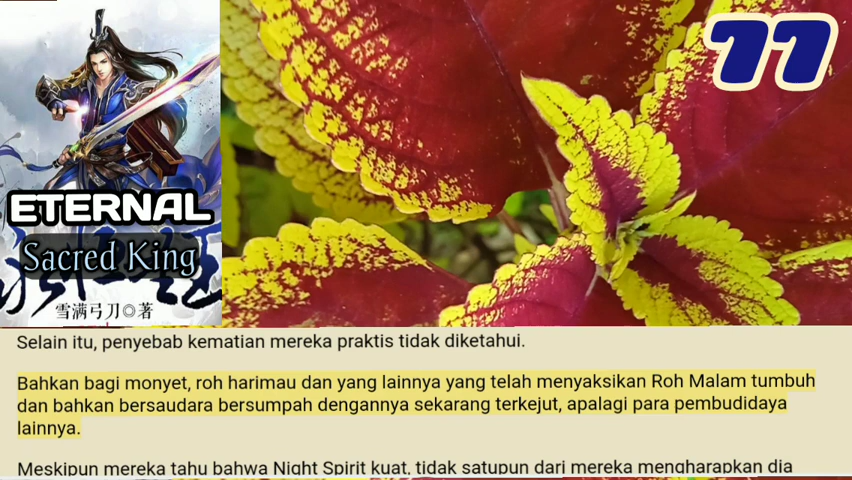 77
ETERNAL
Sacred King
雪满弓刀◎著
Selain itu, penyebab kematian mereka praktis tidak diketahui.
Bahkan bagi monyet, roh harimau dan yang lainnya yang telah menyaksikan Roh Malam tumbuh
dan bahkan bersaudara bersumpah dengannya sekarang terkejut, apalagi para pembudidaya
lainnya.
Meskipun mereka tahu bahwa Night Spirit kuat, tidak satupun dari mereka mengharapkan dia